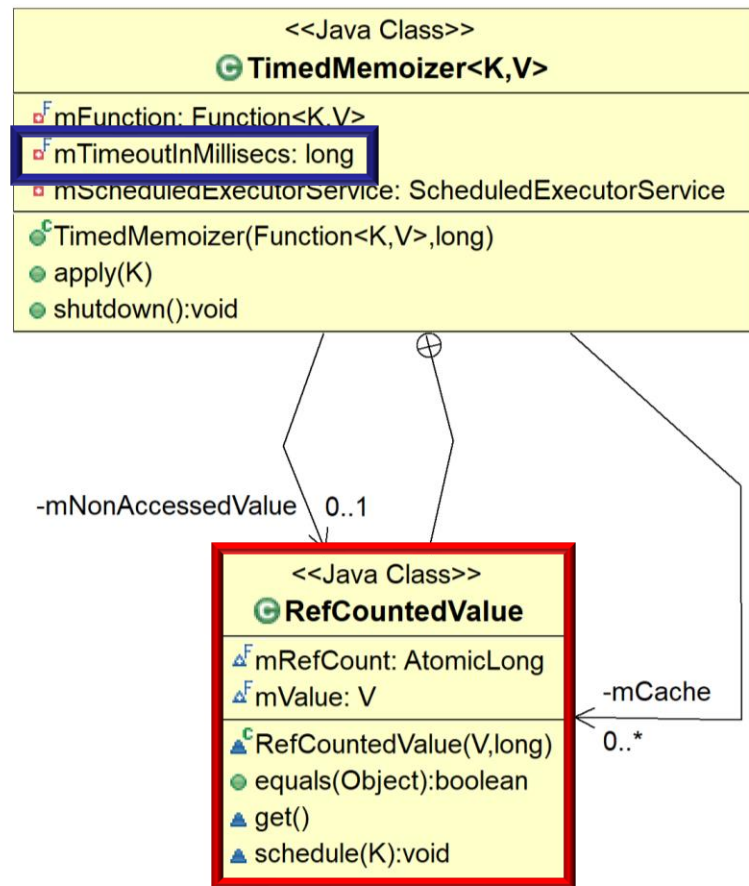 <<Java Class>>
TimedMemoizer<K,V>
mFunction: Function<K,V>
mTimeoutInMillisecs: long
mScheduledExecutorService: ScheduledExecutorService
TimedMemoizer(Function<K,V>,long)
apply(K)
shutdown():void
-mNonAccessedValue 0..1
<<Java Class>>
RefCountedValue
mRefCount: AtomicLong
mValue: V
-mCache
RefCountedValue(V,long)
0..*
equals(Object):boolean
get()
schedule(K):void